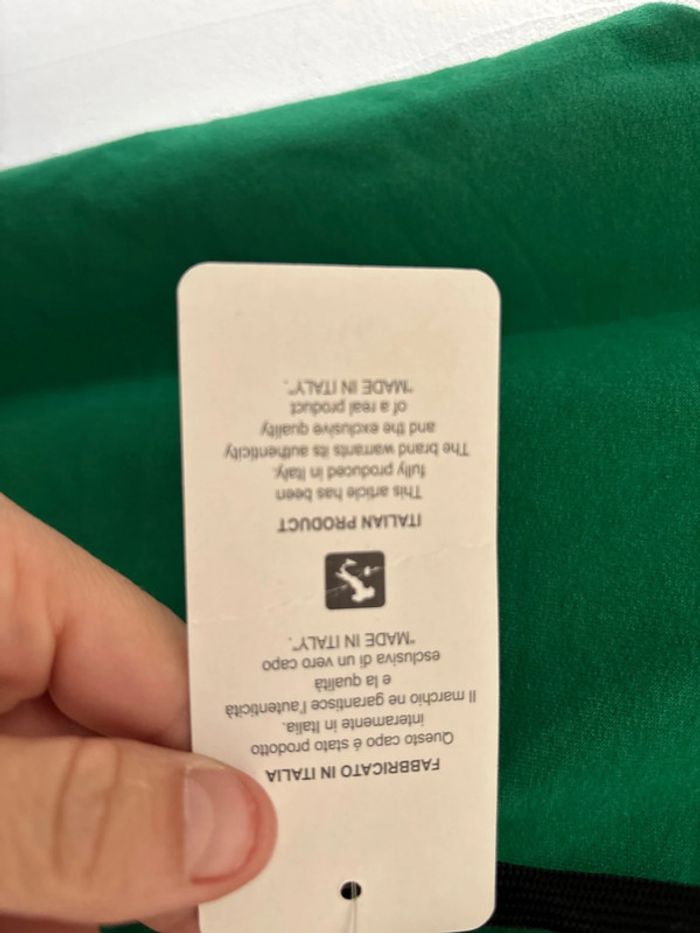 FABBRICATO IN ITALIA
Questo capo é stato prodotto
interamente in Italia.
Il marchio ne garantisce l'autenticità
e la qualità
esclusiva di un vero capo
"MADE IN ITALY".
ITALIAN PRODUCT
This article has been
fully produced in Italy.
The brand warrants its authenticity
and the exclusive quality
of a real product
"MADE IN ITALY".